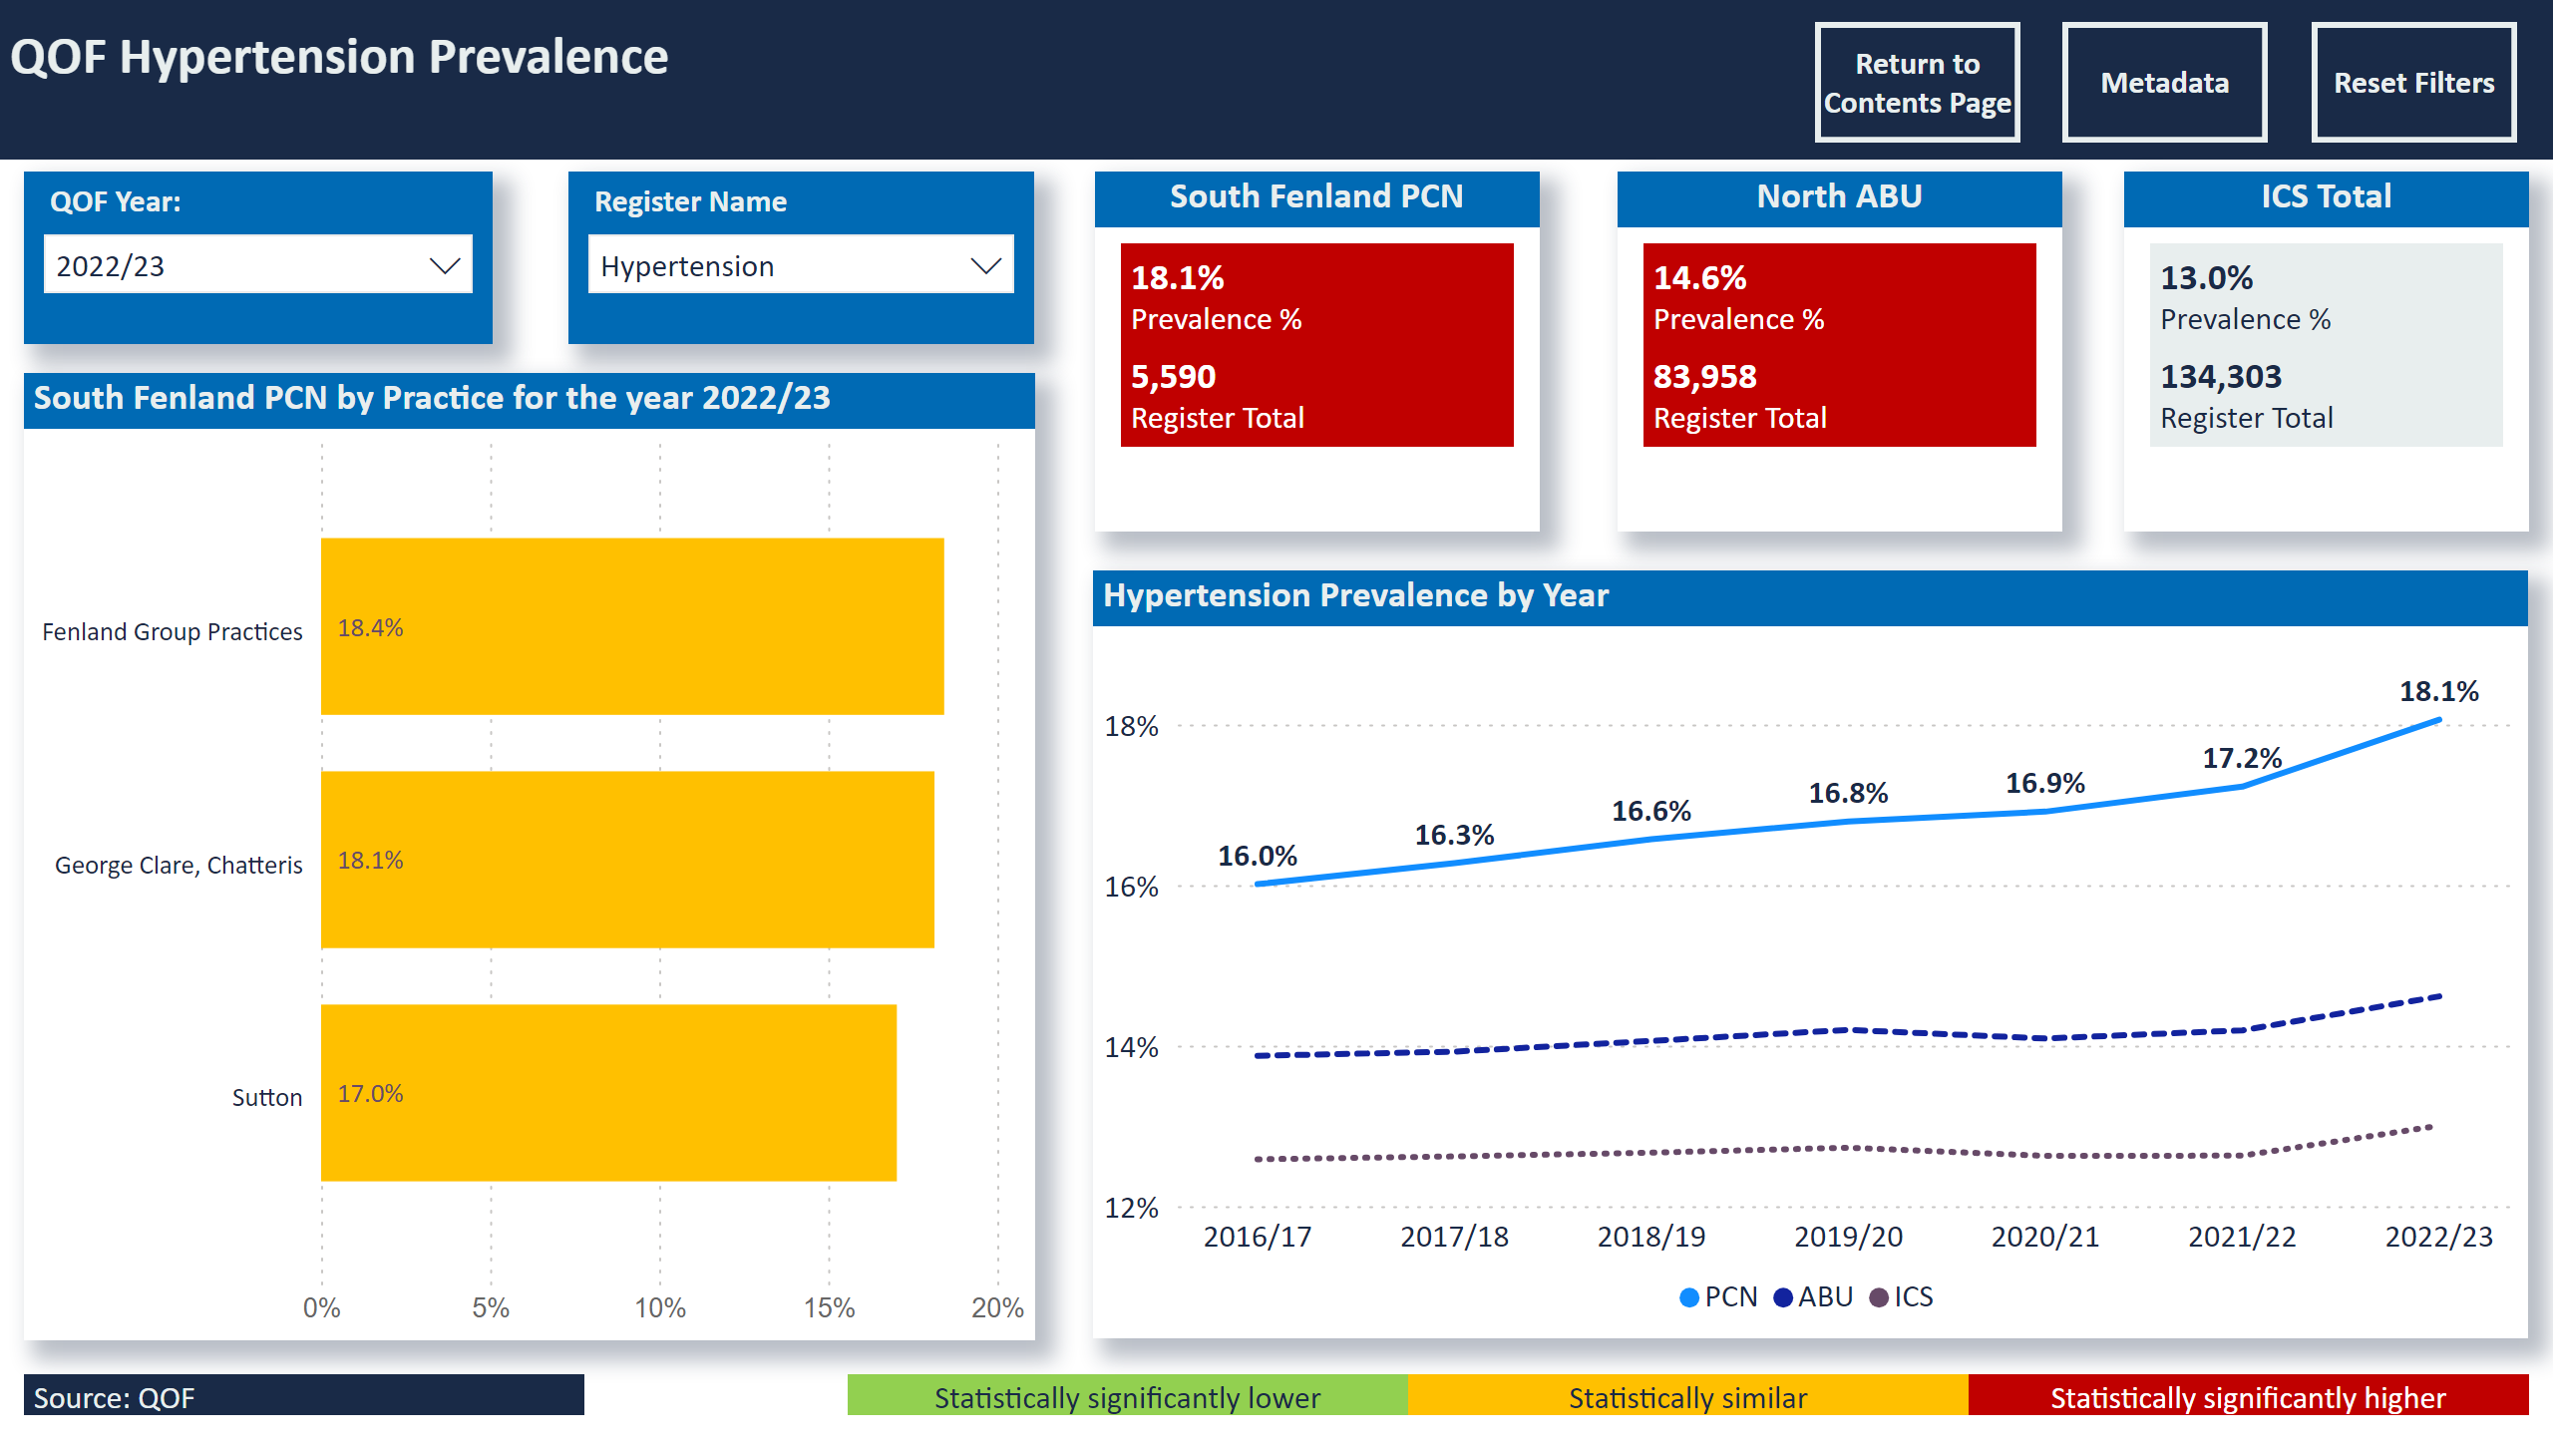 QOF Hypertension Prevalence
Return to
Contents Page
Metadata
Reset Filters
QOF Year:
2022/23
Register Name
Hypertension
South Fenland PCN
18.1%
Prevalence %
5,590
Register Total
North ABU
14.6%
Prevalence %
83,958
Register Total
ICS Total
13.0%
Prevalence %
134,303
Register Total
South Fenland PCN by Practice for the year 2022/23
Fenland Group Practices
18.4%
George Clare, Chatteris
18.1%
Sutton
17.0%
0%
5%
10%
15%
20%
Hypertension Prevalence by Year
18%
16%
14%
12%
16.0%
16.3%
16.6%
16.8%
16.9%
17.2%
18.1%
2016/17
2017/18
2018/19
2019/20
2020/21
2021/22
2022/23
PCN
ABU
ICS
Source: QOF
Statistically significantly lower
Statistically similar
Statistically significantly higher